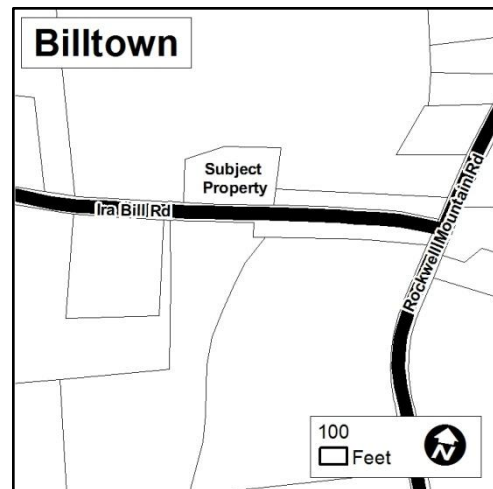 Billtown
Subject
Property
Ira Bill Rd
Rockwell Mountain Rd
100
Feet
N